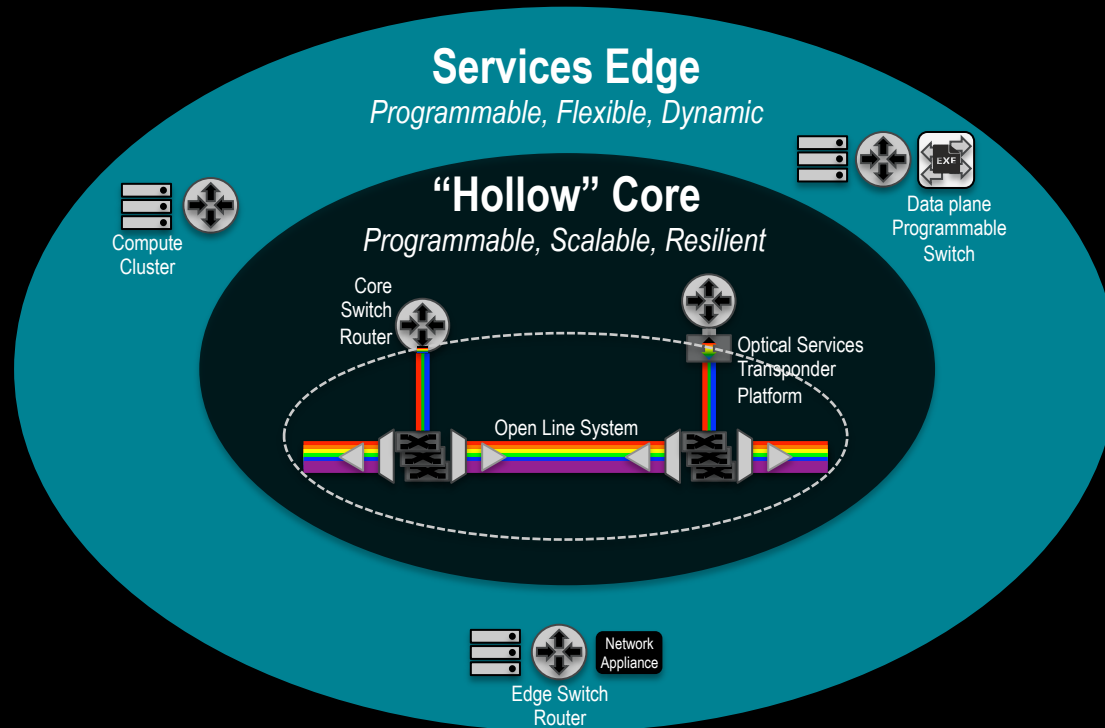 Services Edge
Programmable, Flexible, Dynamic
EXE
Data plane
Programmable
Switch
Compute
Cluster
“Hollow” Core
Programmable, Scalable, Resilient
Core
Switch
Router
Optical Services
Transponder
Platform
Open Line System
Network
Appliance
Edge Switch
Router